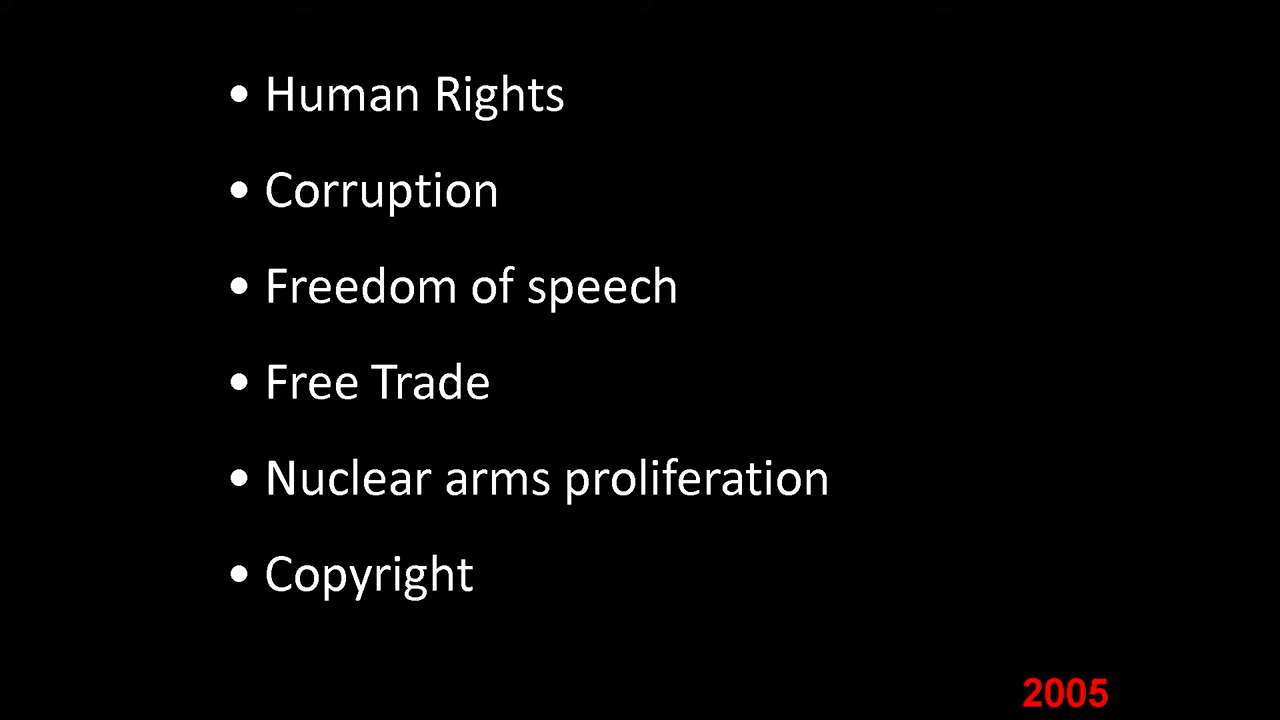 • Human Rights
• Corruption
• Freedom of speech
• Free Trade
• Nuclear arms proliferation
• Copyright
2005